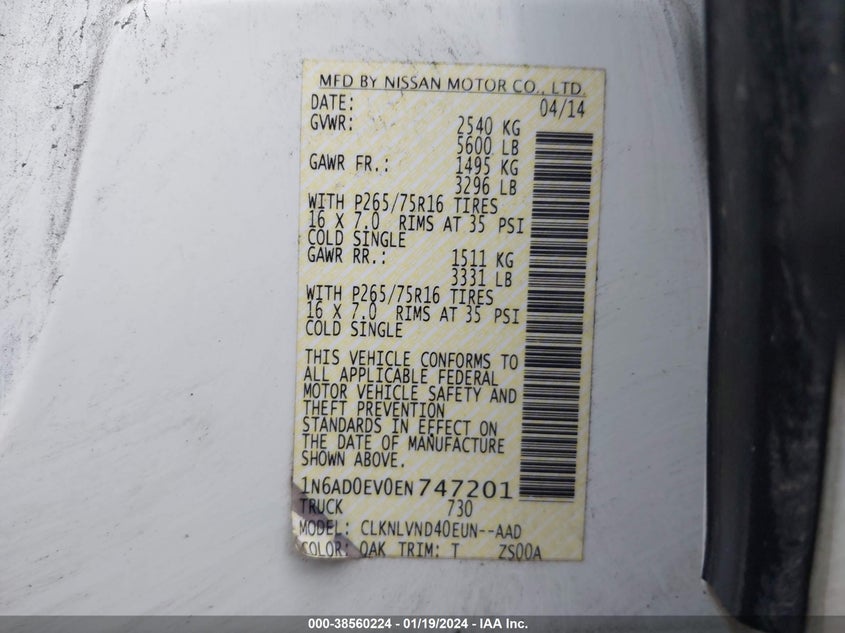 MFD BY NISSAN MOTOR CO., LTD.
DATE: 04/14
GVWR: 2540 KG
5600 LB
GAWR FR.: 1495 KG
3296 LB
WITH P265/75R16 TIRES
16 X 7.0 RIMS AT 35 PSI
COLD SINGLE
GAWR RR.: 1511 KG
3331 LB
WITH P265/75R16 TIRES
16 X 7.0 RIMS AT 35 PSI
COLD SINGLE
THIS VEHICLE CONFORMS TO
ALL APPLICABLE FEDERAL
MOTOR VEHICLE SAFETY AND
THEFT PREVENTION
STANDARDS IN EFFECT ON
THE DATE OF MANUFACTURE
SHOWN ABOVE.
1N6AD0EV0EN747201
TRUCK 730
MODEL: CLKNLVND40EUN--AAD
COLOR: QAK TRIM: T ZS00A
000-38560224 - 01/19/2024 - IAA Inc.